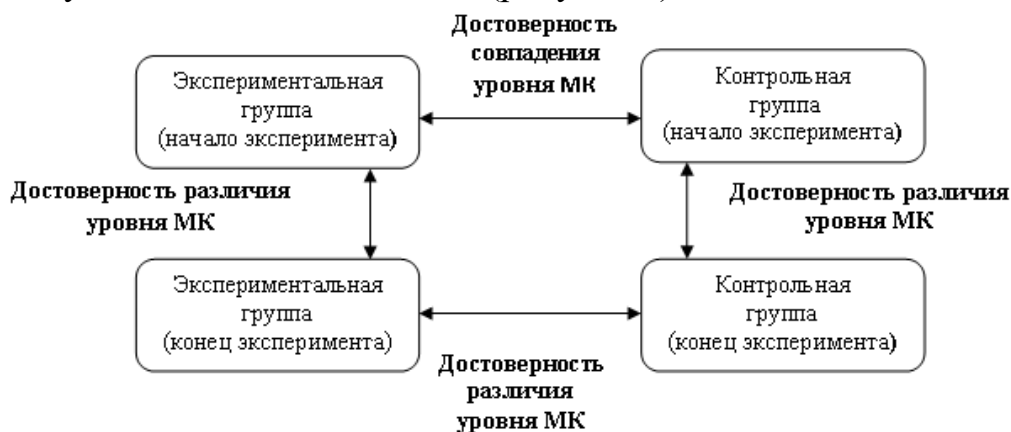 Достоверность
совпадения
уровня МК
Экспериментальная
группа
(начало эксперимента)
Контрольная
группа
(начало эксперимента)
Достоверность различия
уровня МК
Достоверность различия
уровня МК
Экспериментальная
группа
(конец эксперимента)
Контрольная
группа
(конец эксперимента)
Достоверность
различия
уровня МК